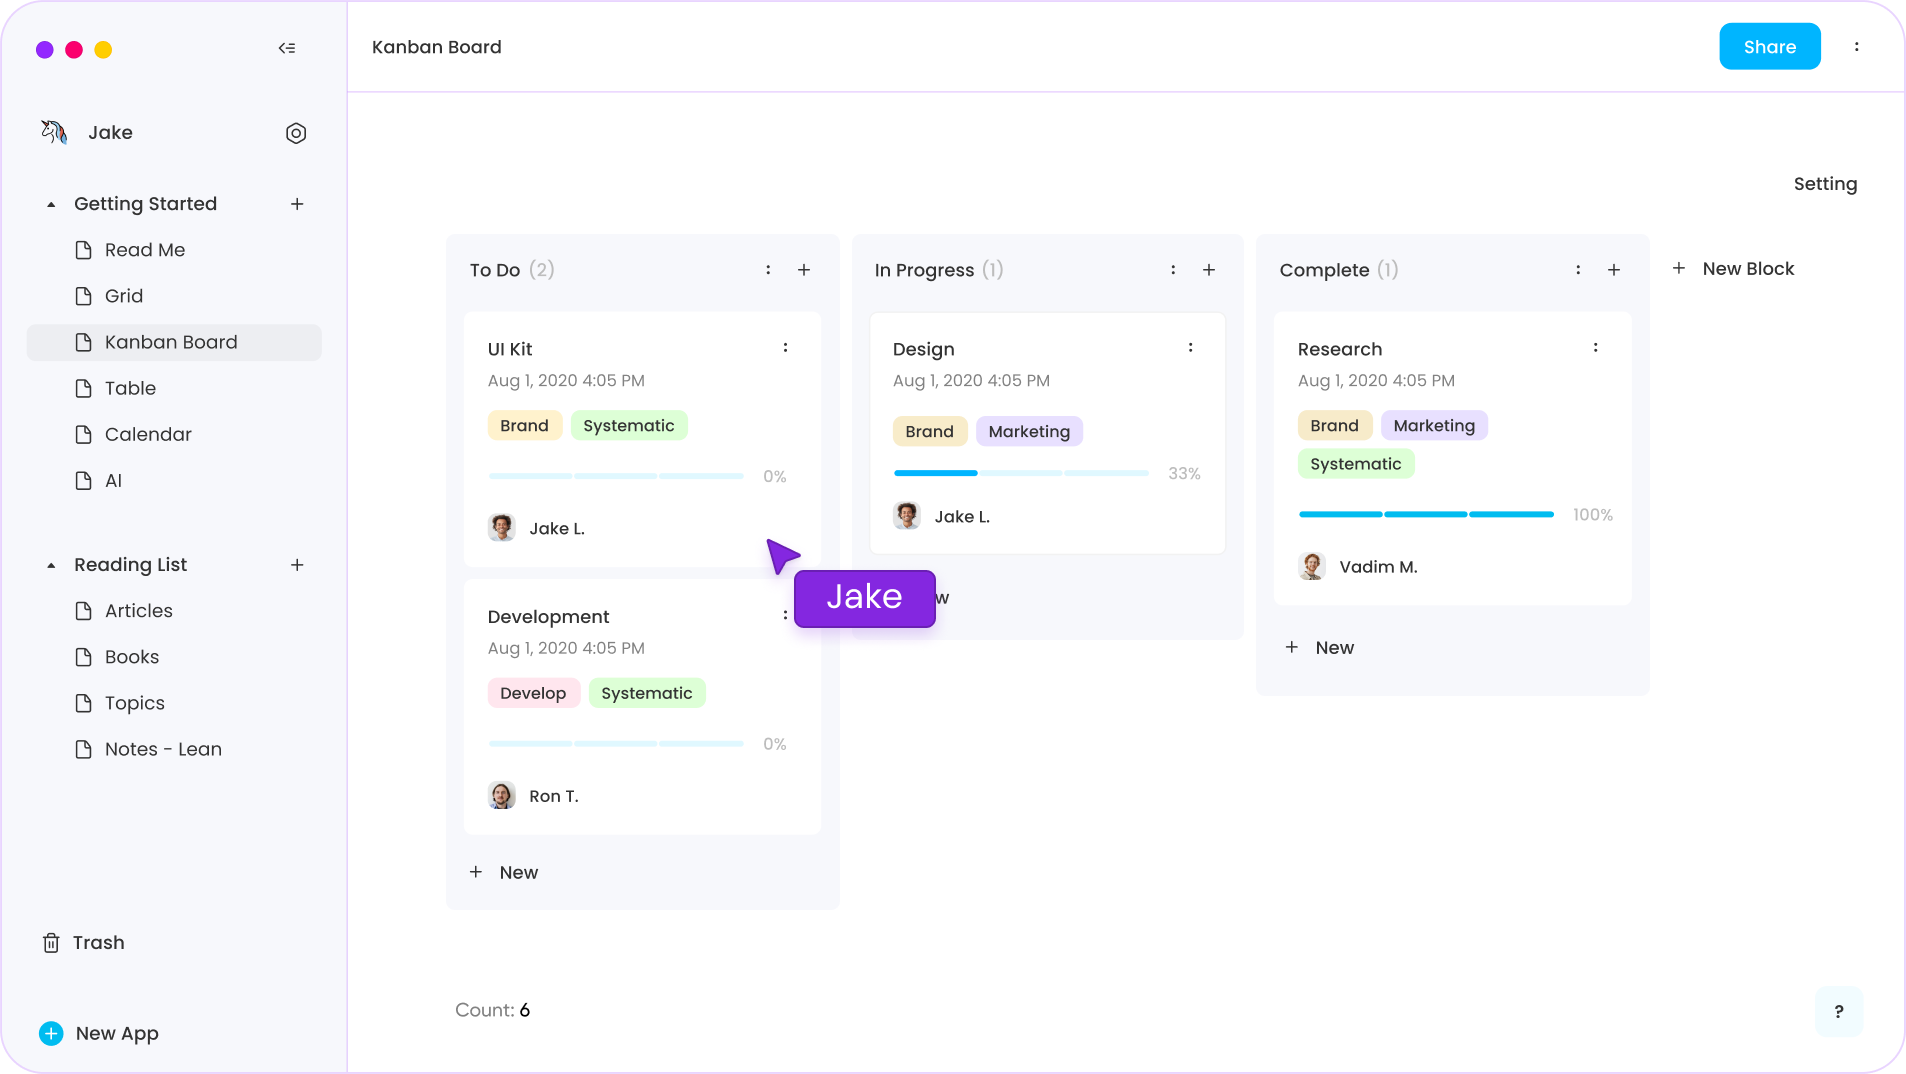 Kanban Board
Share
Jake
Getting Started
Read Me
Grid
Kanban Board
Table
Calendar
AI
Reading List
Articles
Books
Topics
Notes - Lean
Trash
New App
Setting
To Do (2)
UI Kit
Aug 1, 2020 4:05 PM
Brand Systematic
0%
Jake L.
Development
Aug 1, 2020 4:05 PM
Develop Systematic
0%
Ron T.
+ New
In Progress (1)
Design
Aug 1, 2020 4:05 PM
Brand Marketing
33%
Jake L.
Jake
Complete (1)
Research
Aug 1, 2020 4:05 PM
Brand Marketing
Systematic
100%
Vadim M.
+ New
+ New Block
Count: 6
?